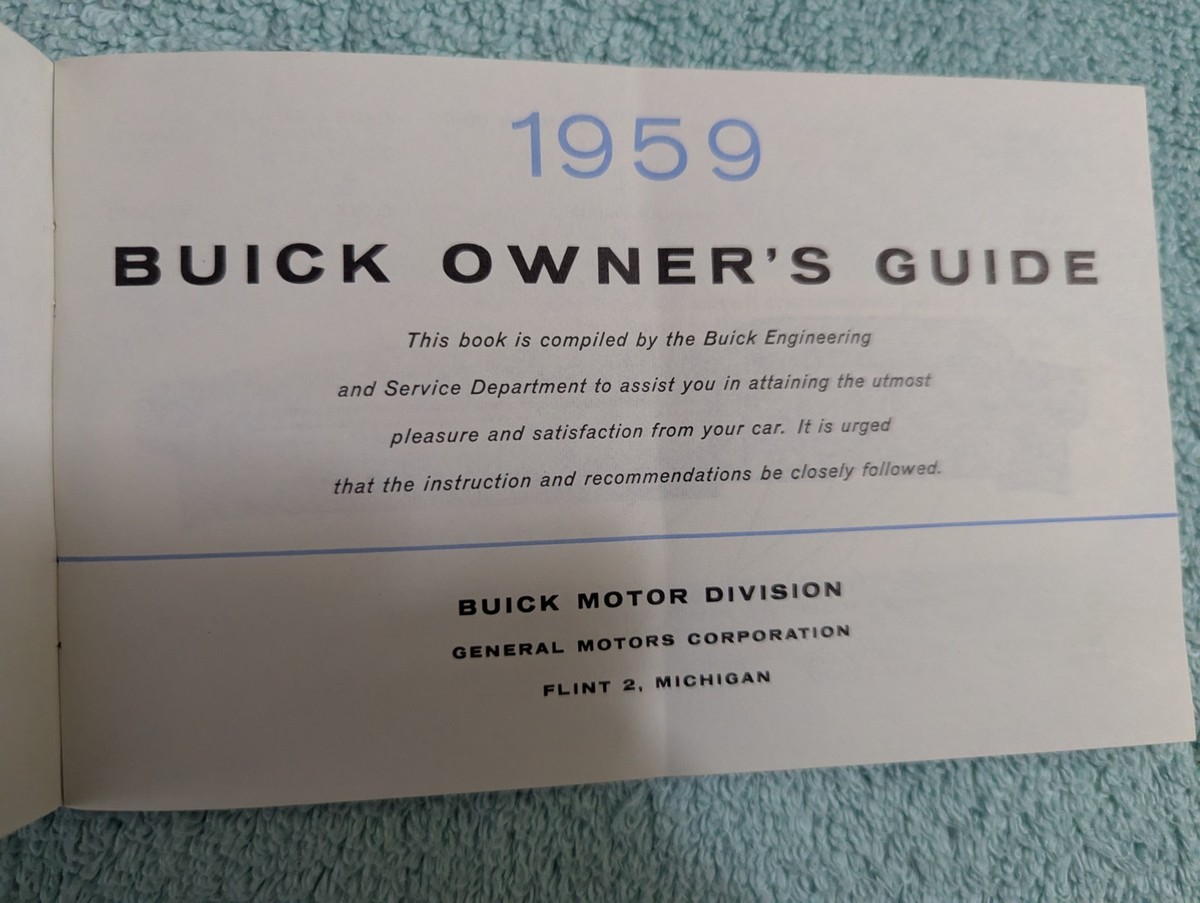 1959
BUICK OWNER'S GUIDE
This book is compiled by the Buick Engineering
and Service Department to assist you in attaining the utmost
pleasure and satisfaction from your car. It is urged
that the instruction and recommendations be closely followed.
BUICK MOTOR DIVISION
GENERAL MOTORS CORPORATION
FLINT 2, MICHIGAN